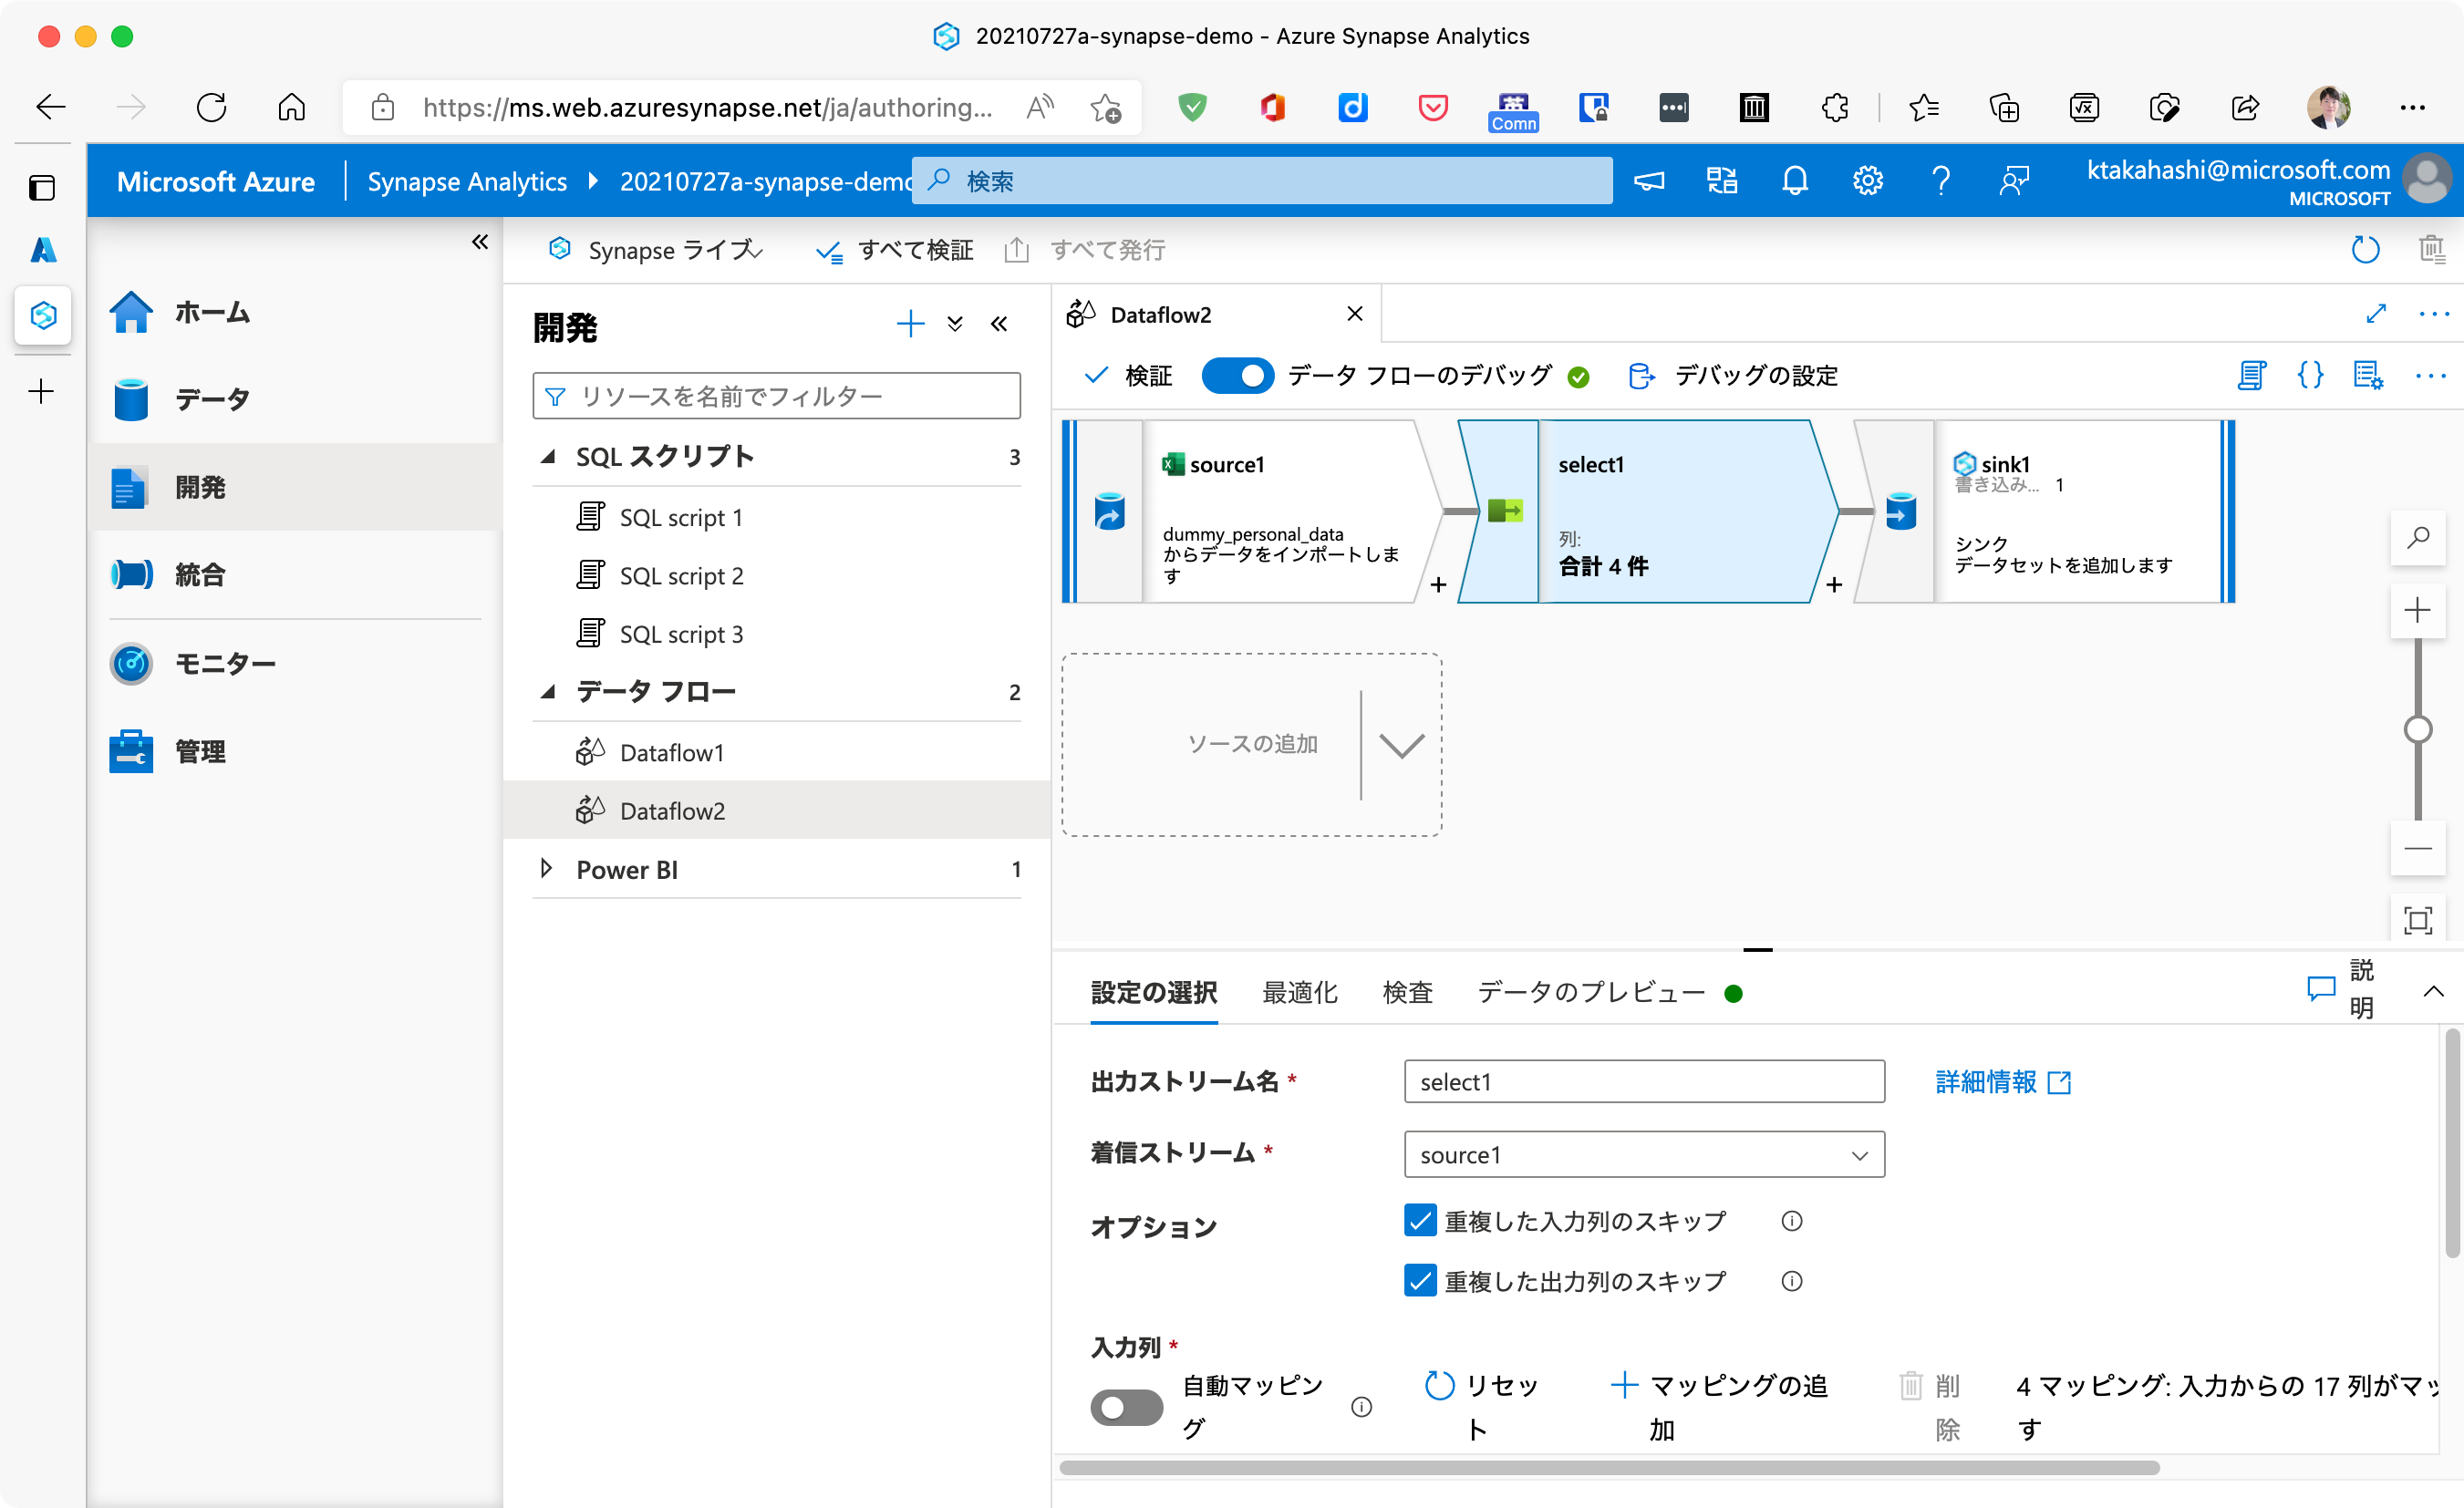 20210727a-synapse-demo - Azure Synapse Analytics
https://ms.web.azuresynapse.net/ja/authoring...
英
Comn
Microsoft Azure
Synapse Analytics
20210727a-synapse-demo
検索
ktakahashi@microsoft.com
MICROSOFT
Synapse ライブ
すべて検証
すべて発行
ホーム
データ
開発
統合
モニター
管理
開発
リソースを名前でフィルター
SQL スクリプト 3
SQL script 1
SQL script 2
SQL script 3
データ フロー 2
Dataflow1
Dataflow2
Power BI 1
Dataflow2
検証
データ フローのデバッグ
デバッグの設定
source1
dummy_personal_data
からデータをインポートしま
す
select1
列:
合計 4 件
sink1
書き込み... 1
シンク
データセットを追加します
ソースの追加
設定の選択
最適化
検査
データのプレビュー
説
明
出力ストリーム名 *
select1
詳細情報
着信ストリーム *
source1
オプション
重複した入力列のスキップ
重複した出力列のスキップ
入力列 *
自動マッピン
グ
リセッ
ト
マッピングの追
加
削
除
4 マッピング: 入力からの 17 列がマッ
す